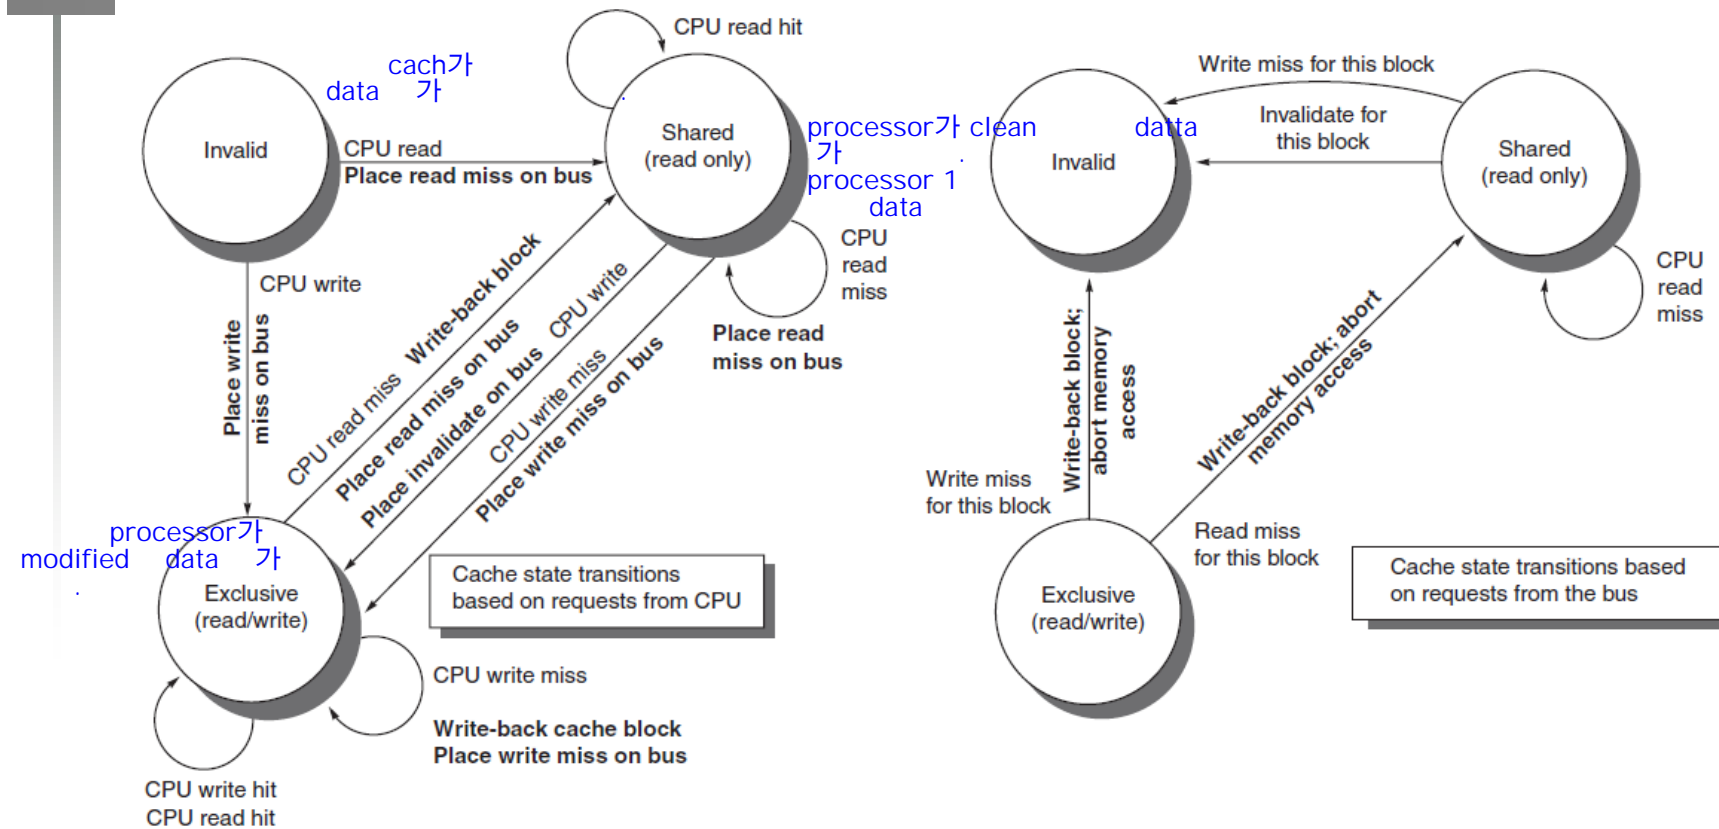 CPU read hit
cach가
data 가
.
Invalid
Shared
(read only)
CPU read
Place read miss on bus
processor가 clean datta
가 .
processor 1
data
CPU
read
miss
Place read
miss on bus
CPU write
Place write
miss on bus
CPU read miss Write-back block
Place read miss on bus
Place invalidate on bus CPU write
CPU write miss
Place write miss on bus
processor가
modified data 가
.
Exclusive
(read/write)
Cache state transitions
based on requests from CPU
CPU write miss
Write-back cache block
Place write miss on bus
CPU write hit
CPU read hit
Write miss for this block
Invalidate for
this block
Invalid
Shared
(read only)
CPU
read
miss
Write-back block;
abort memory
access
Write-back block; abort
memory access
Write miss
for this block
Read miss
for this block
Exclusive
(read/write)
Cache state transitions based
on requests from the bus